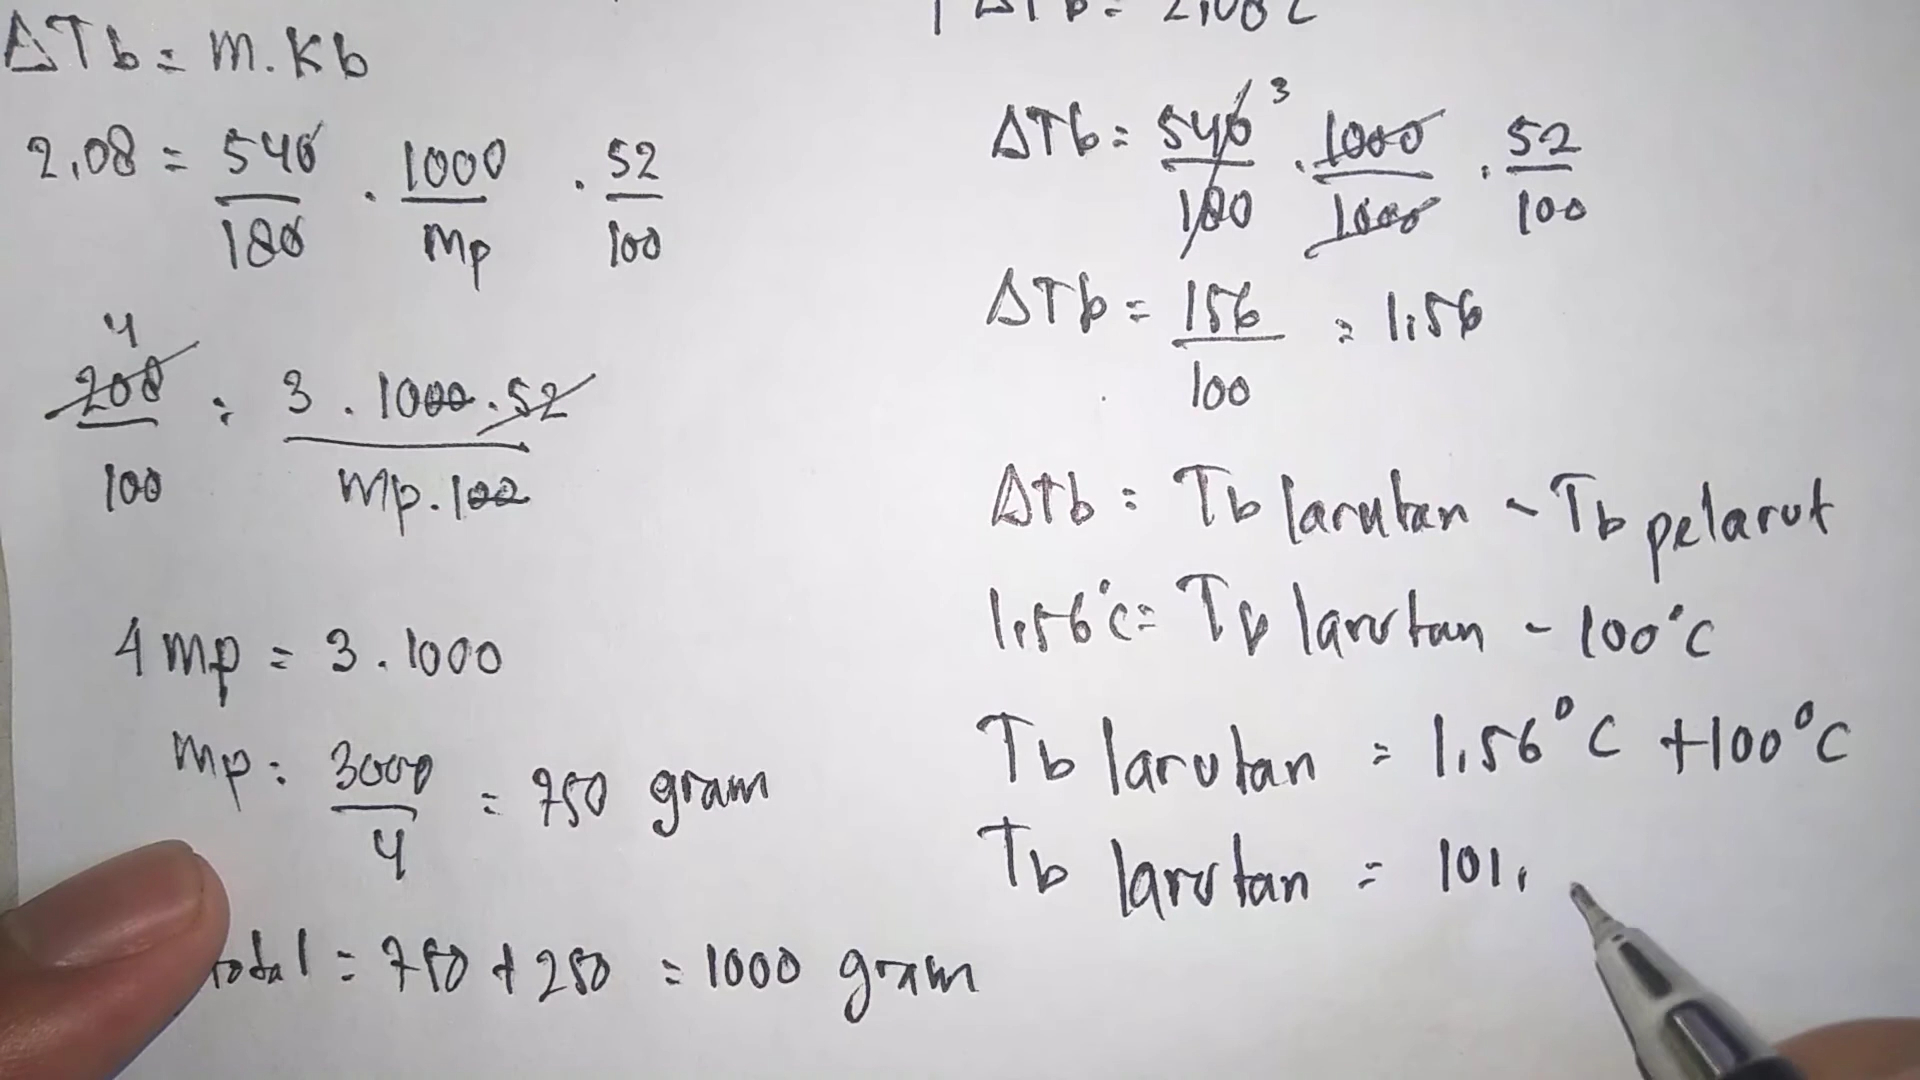 ΔTb = m . Kb
2,08 = 540/180 . 1000/mp . 52/100
4
208/100 = 3 . 1000 . 52/mp . 100
4 mp = 3 . 1000
mp = 3000/4 = 750 gram
total = 750 + 250 = 1000 gram
ΔTb = 2,08 C
3
ΔTb = 540/180 . 1000/1000 . 52/100
ΔTb = 156/100 = 1,56
ΔTb = Tb larutan - Tb pelarut
1,56°C = Tb larutan - 100°C
Tb larutan = 1,56°C + 100°C
Tb larutan = 101,